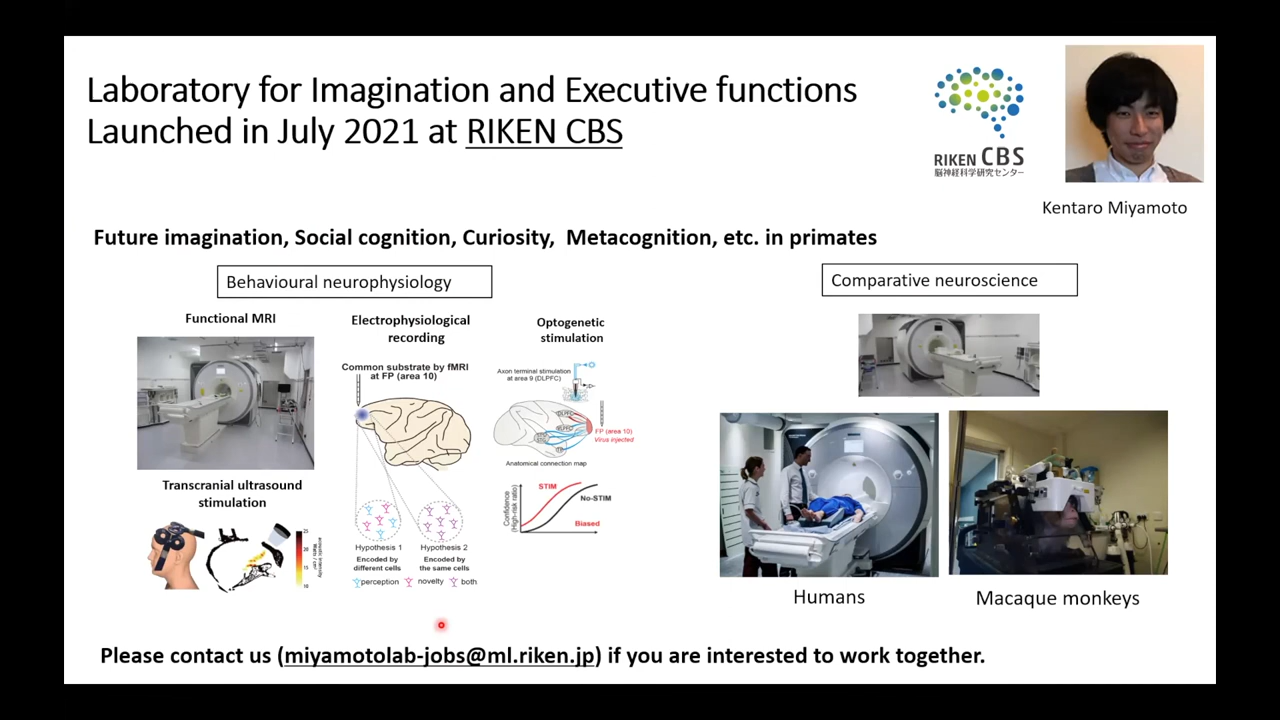 Laboratory for Imagination and Executive functions
Launched in July 2021 at RIKEN CBS
RIKEN CBS
脳神経科学研究センター
Kentaro Miyamoto
Future imagination, Social cognition, Curiosity, Metacognition, etc. in primates
Behavioural neurophysiology
Functional MRI
Transcranial ultrasound
stimulation
25
20
15
10
Electrophysiological
recording
Common substrate by fMRI
at FP (area 10)
Hypothesis 1
Encoded by
different cells
Hypothesis 2
Encoded by
the same cells
perception
novelty
both
Optogenetic
stimulation
Axon terminal stimulation
at area 9 (DLPFC)
FP (area 10)
Virus injected
Anatomical connection map
Confidence
(High-risk ratio)
STIM
No-STIM
Biased
Comparative neuroscience
Humans
Macaque monkeys
Please contact us (miyamotolab-jobs@ml.riken.jp) if you are interested to work together.